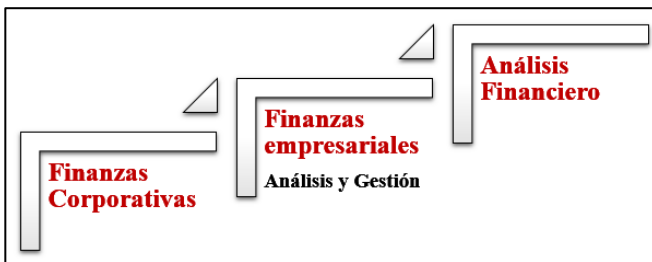 Finanzas
Corporativas
Finanzas
empresariales
Análisis y Gestión
Análisis
Financiero